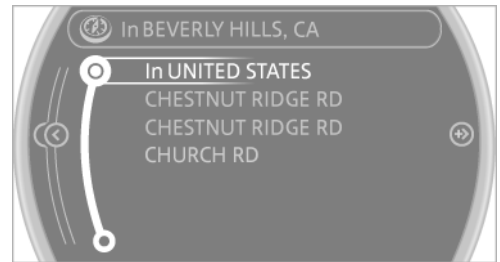 In BEVERLY HILLS, CA
In UNITED STATES
CHESTNUT RIDGE RD
CHESTNUT RIDGE RD
CHURCH RD